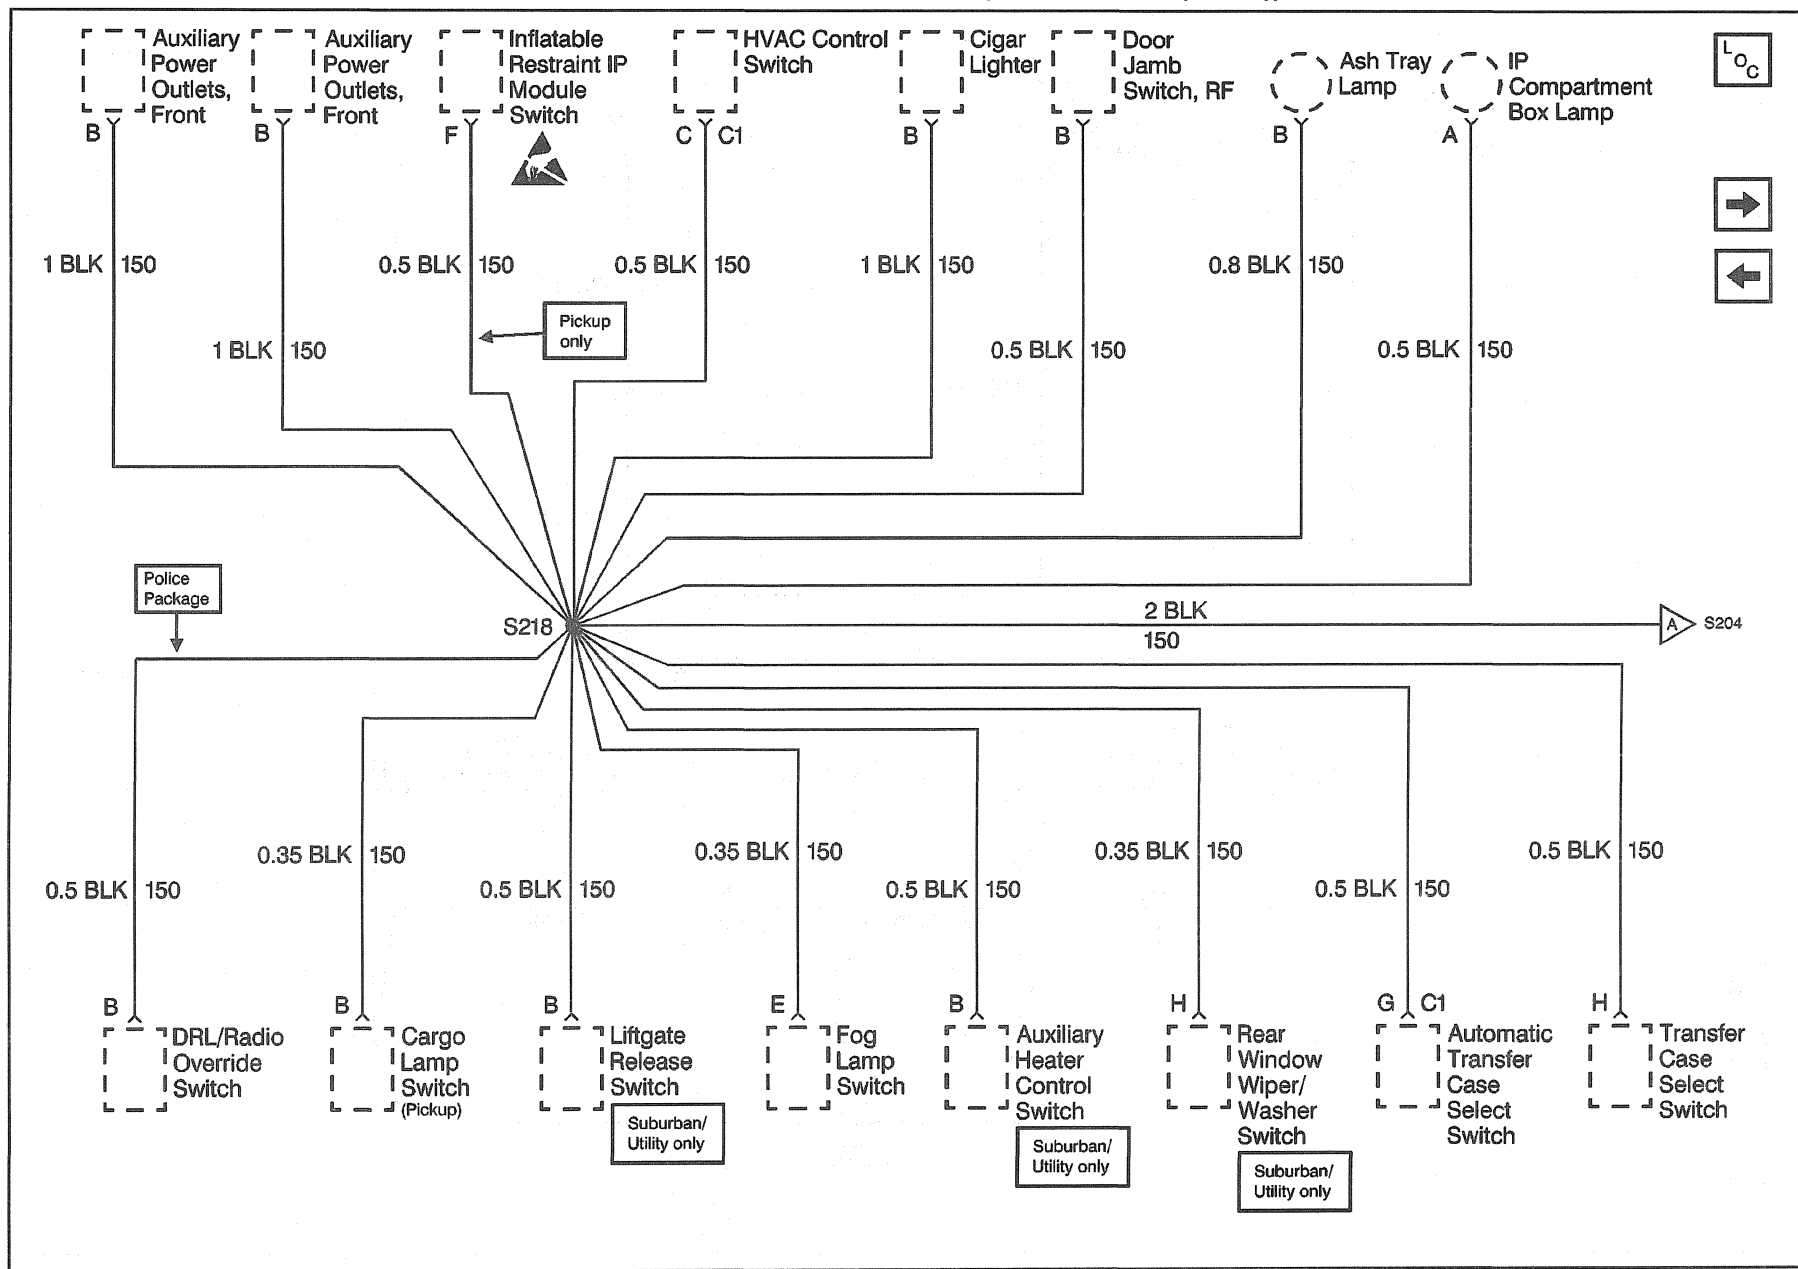 Auxiliary
Power
Outlets,
Front
B
Auxiliary
Power
Outlets,
Front
B
Inflatable
Restraint IP
Module
Switch
F
HVAC Control
Switch
C C1
Cigar
Lighter
B
Door
Jamb
Switch, RF
B
Ash Tray
Lamp
B
IP
Compartment
Box Lamp
A
LOC
1 BLK 150
1 BLK 150
0.5 BLK 150
Pickup
only
0.5 BLK 150
1 BLK 150
0.5 BLK 150
0.8 BLK 150
0.5 BLK 150
Police
Package
S218
2 BLK
150
A S204
0.5 BLK 150
0.35 BLK 150
0.5 BLK 150
0.35 BLK 150
0.5 BLK 150
0.35 BLK 150
0.5 BLK 150
0.5 BLK 150
B
DRL/Radio
Override
Switch
B
Cargo
Lamp
Switch
(Pickup)
B
Liftgate
Release
Switch
Suburban/
Utility only
E
Fog
Lamp
Switch
B
Auxiliary
Heater
Control
Switch
Suburban/
Utility only
H
Rear
Window
Wiper/
Washer
Switch
Suburban/
Utility only
G C1
Automatic
Transfer
Case
Select
Switch
H
Transfer
Case
Select
Switch